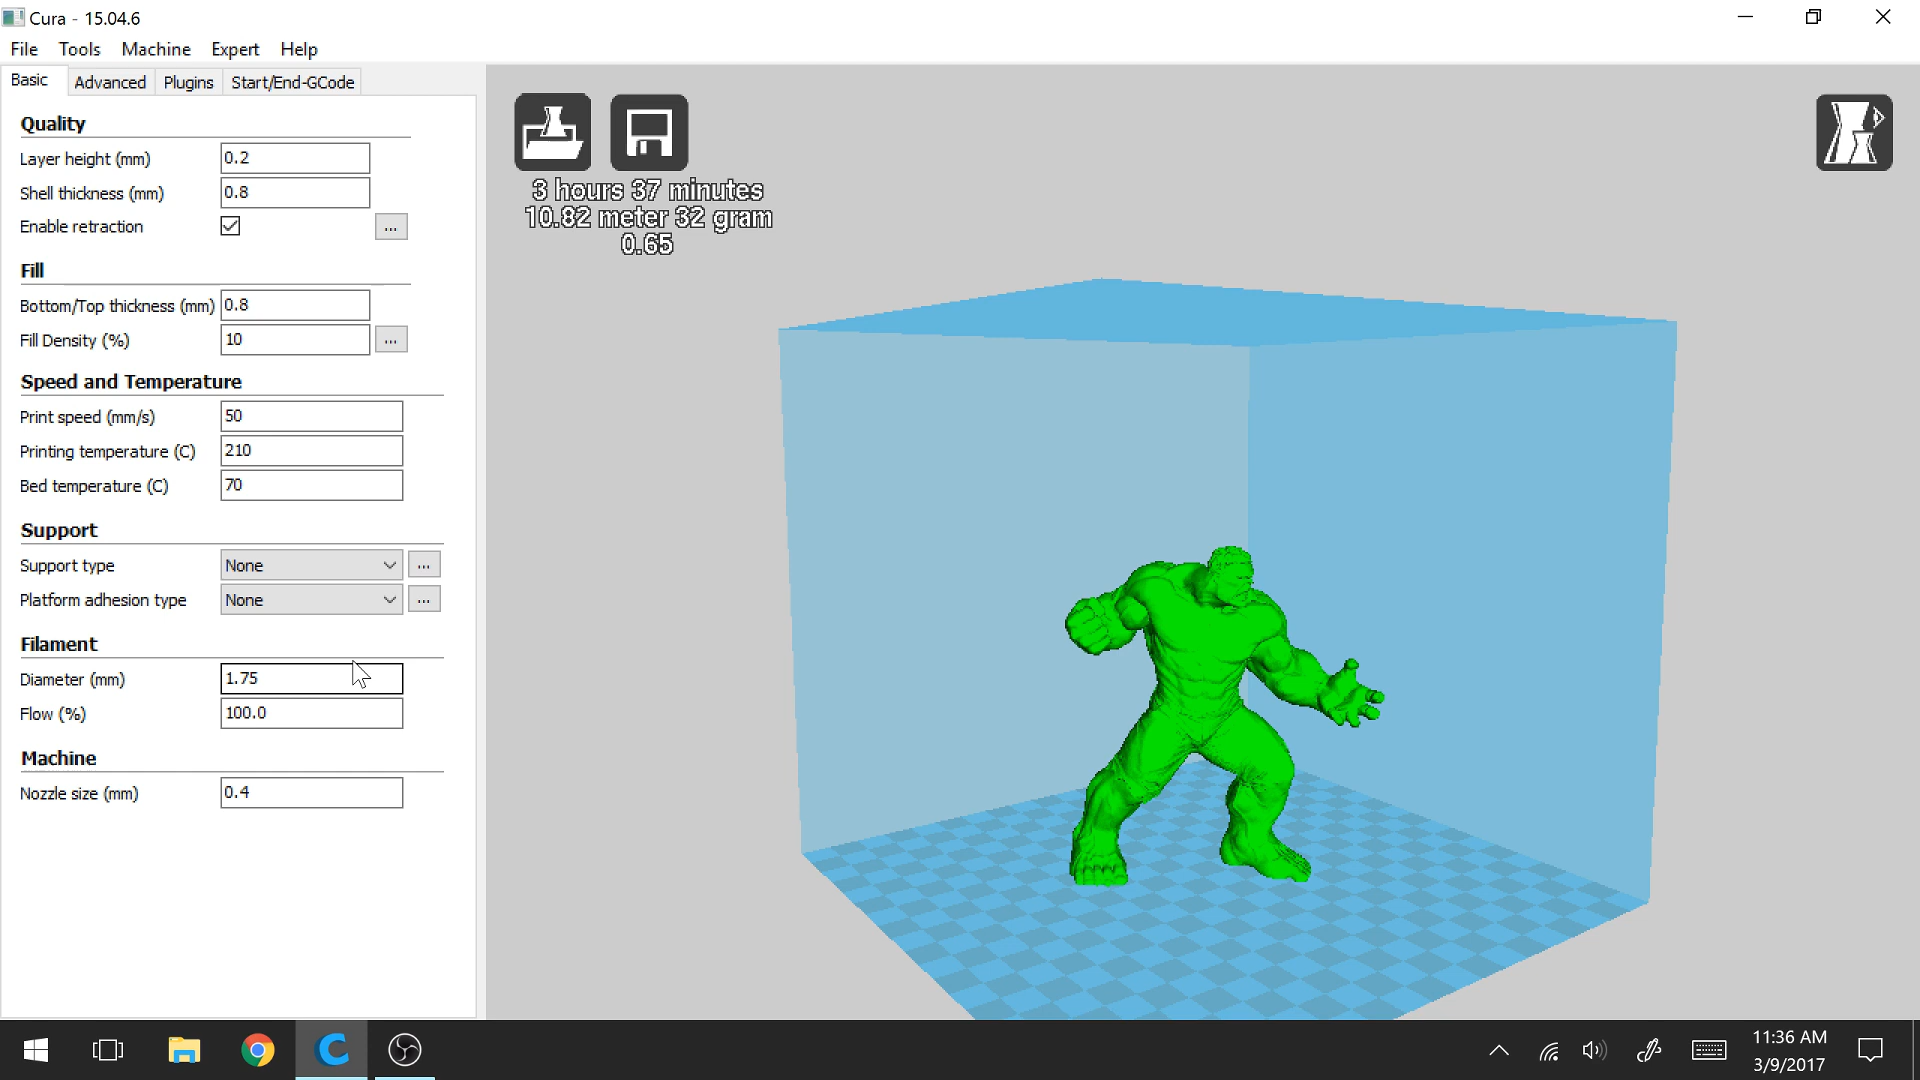 Cura - 15.04.6
File Tools Machine Expert Help
Basic Advanced Plugins Start/End-GCode
Quality
Layer height (mm) 0.2
Shell thickness (mm) 0.8
Enable retraction ...
Fill
Bottom/Top thickness (mm) 0.8
Fill Density (%) 10 ...
Speed and Temperature
Print speed (mm/s) 50
Printing temperature (C) 210
Bed temperature (C) 70
Support
Support type None ...
Platform adhesion type None ...
Filament
Diameter (mm) 1.75
Flow (%) 100.0
Machine
Nozzle size (mm) 0.4
3 hours 37 minutes
10.82 meter 32 gram
0.65
11:36 AM
3/9/2017